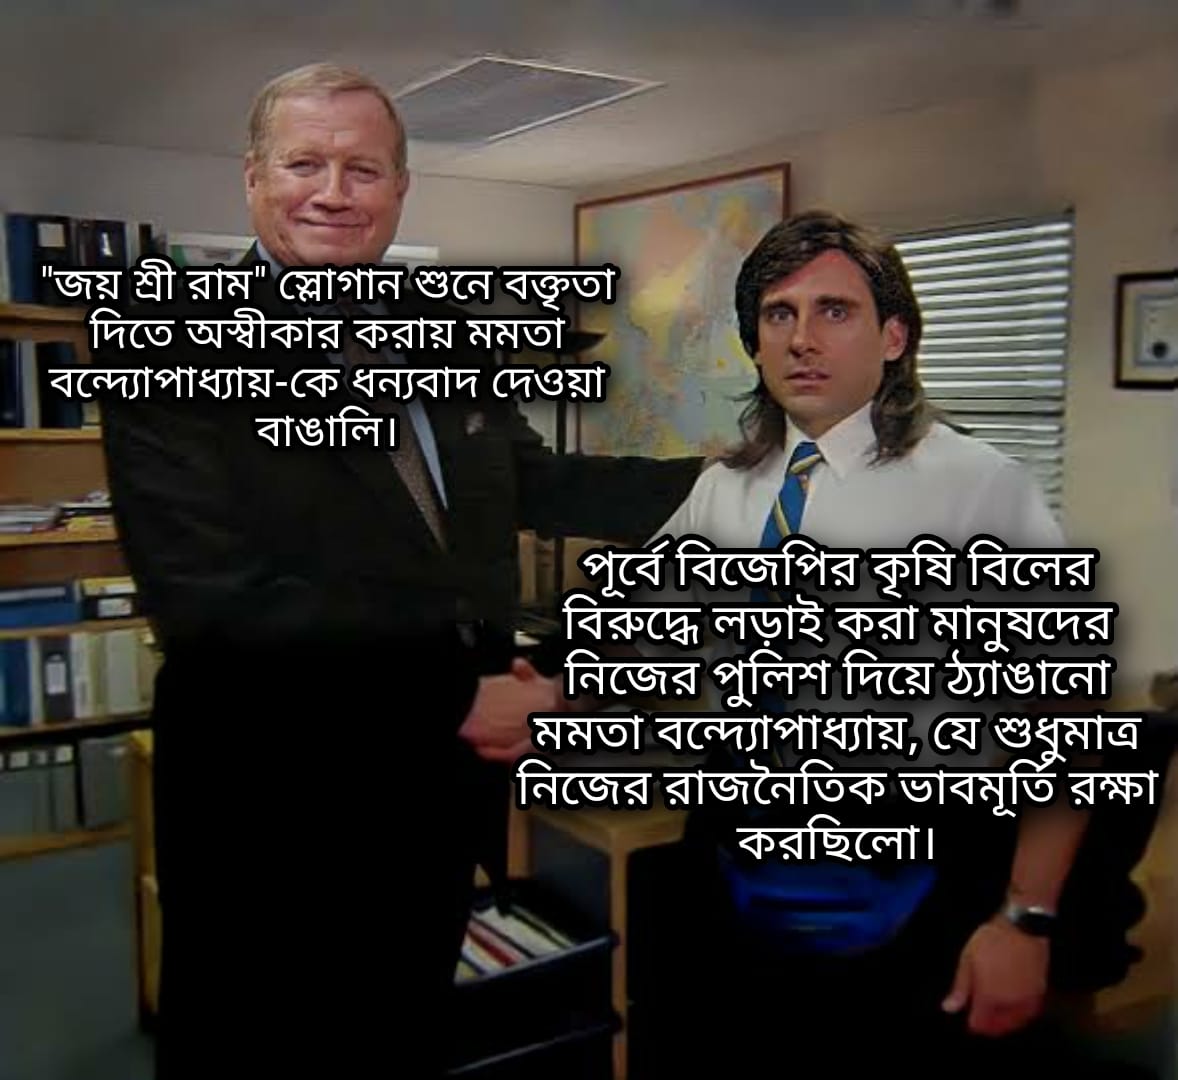 "জয় শ্রী রাম" স্লোগান শুনে বক্তৃতা
দিতে অস্বীকার করায় মমতা
বন্দ্যোপাধ্যায়-কে ধন্যবাদ দেওয়া
বাঙালি।
পূর্বে বিজেপির কৃষি বিলের
বিরুদ্ধে লড়াই করা মানুষদের
নিজের পুলিশ দিয়ে ঠ্যাঙানো
মমতা বন্দ্যোপাধ্যায়, যে শুধুমাত্র
নিজের রাজনৈতিক ভাবমূর্তি রক্ষা
করছিলো।